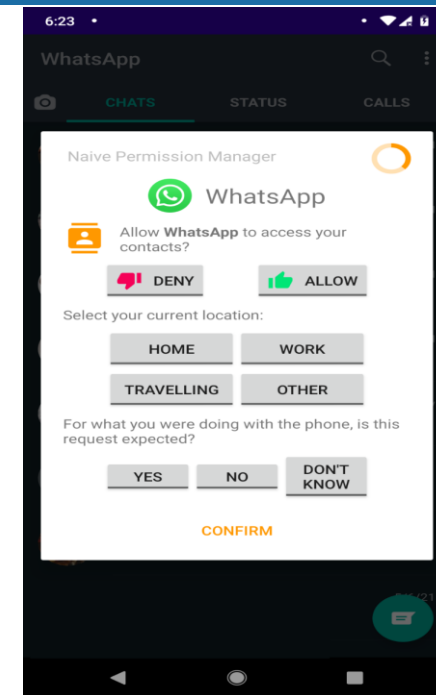 6:23
WhatsApp
CHATS STATUS CALLS
Naive Permission Manager
WhatsApp
Allow WhatsApp to access your
contacts?
DENY ALLOW
Select your current location:
HOME WORK
TRAVELLING OTHER
For what you were doing with the phone, is this
request expected?
YES NO DON'T
KNOW
CONFIRM